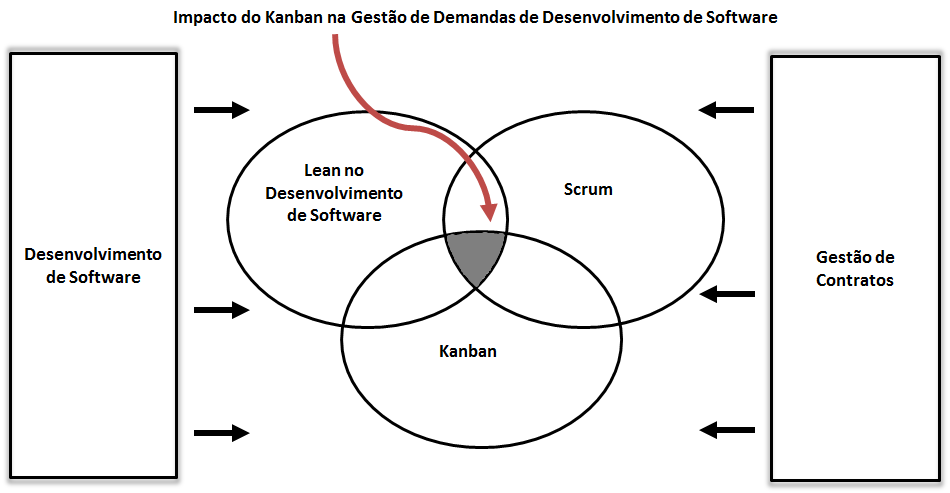 Impacto do Kanban na Gestão de Demandas de Desenvolvimento de Software
Lean no
Desenvolvimento
de Software
Scrum
Desenvolvimento
de Software
Gestão de
Contratos
Kanban